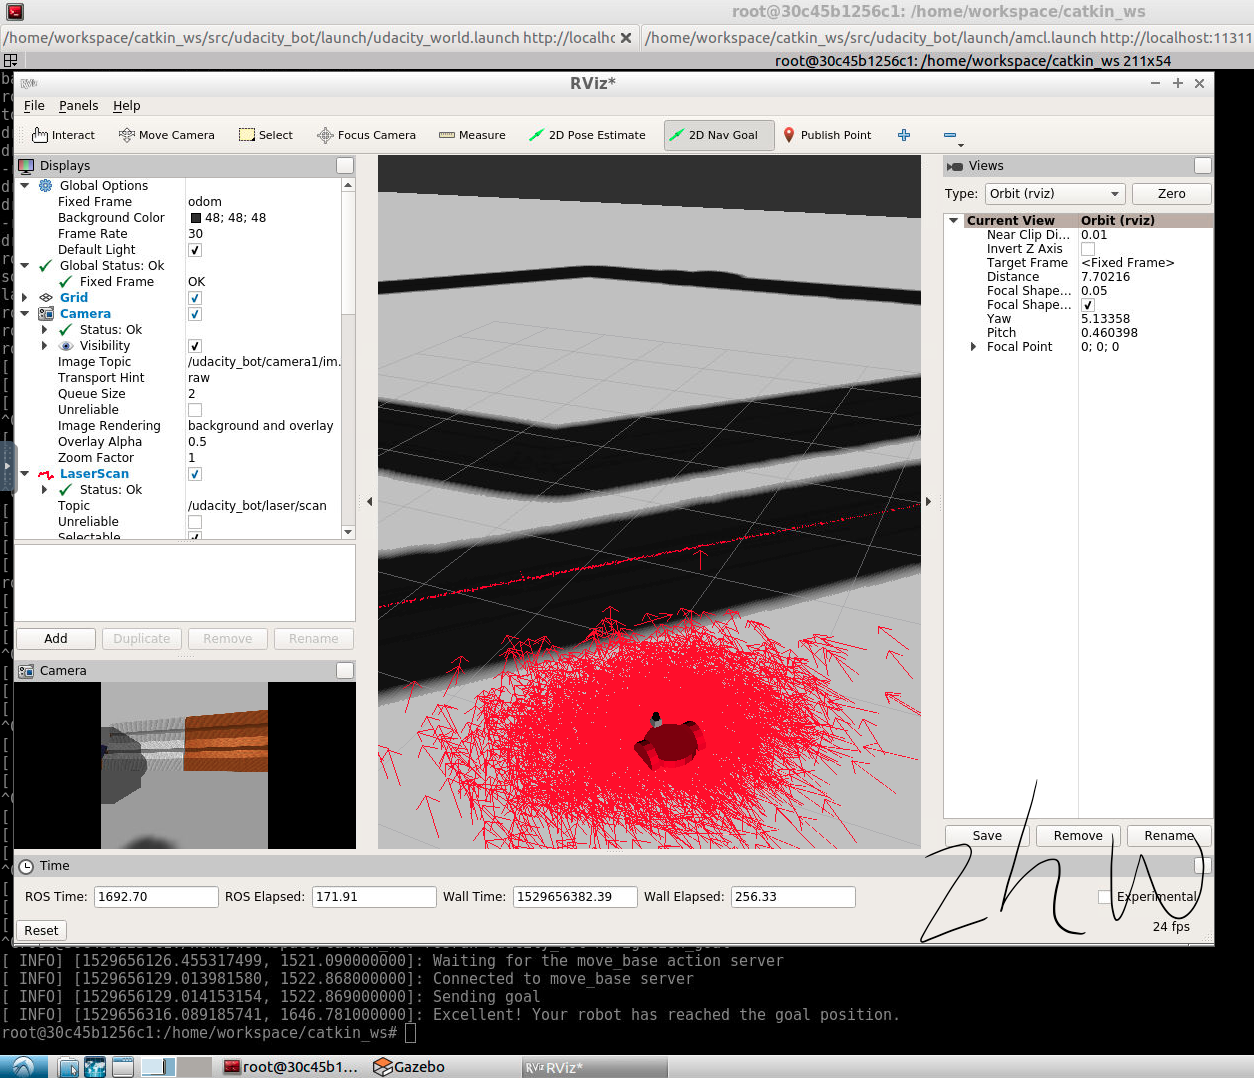 root@30c45b1256c1: /home/workspace/catkin_ws
/home/workspace/catkin_ws/src/udacity_bot/launch/udacity_world.launch http://localhc
/home/workspace/catkin_ws/src/udacity_bot/launch/amcl.launch http://localhost:11311
root@30c45b1256c1: /home/workspace/catkin_ws 211x54
RViz RViz*
File Panels Help
Interact Move Camera Select Focus Camera Measure 2D Pose Estimate 2D Nav Goal Publish Point
Displays
Global Options
Fixed Frame odom
Background Color 48; 48; 48
Frame Rate 30
Default Light
Global Status: Ok
Fixed Frame OK
Grid
Camera
Status: Ok
Visibility
Image Topic /udacity_bot/camera1/im...
Transport Hint raw
Queue Size 2
Unreliable
Image Rendering background and overlay
Overlay Alpha 0.5
Zoom Factor 1
LaserScan
Status: Ok
Topic /udacity_bot/laser/scan
Unreliable
Selectable
Add Duplicate Remove Rename
Camera
Views
Type: Orbit (rviz) Zero
Current View Orbit (rviz)
Near Clip Di... 0.01
Invert Z Axis
Target Frame <Fixed Frame>
Distance 7.70216
Focal Shape... 0.05
Focal Shape...
Yaw 5.13358
Pitch 0.460398
Focal Point 0; 0; 0
Save Remove Rename
Time
ROS Time: 1692.70 ROS Elapsed: 171.91 Wall Time: 1529656382.39 Wall Elapsed: 256.33
Experimental
Reset
24 fps
zhw
[ INFO] [1529656126.455317499, 1521.090000000]: Waiting for the move_base action server
[ INFO] [1529656129.013981580, 1522.868000000]: Connected to move_base server
[ INFO] [1529656129.014153154, 1522.869000000]: Sending goal
[ INFO] [1529656316.089185741, 1646.781000000]: Excellent! Your robot has reached the goal position.
root@30c45b1256c1:/home/workspace/catkin_ws#
root@30c45b1... Gazebo RViz RViz*